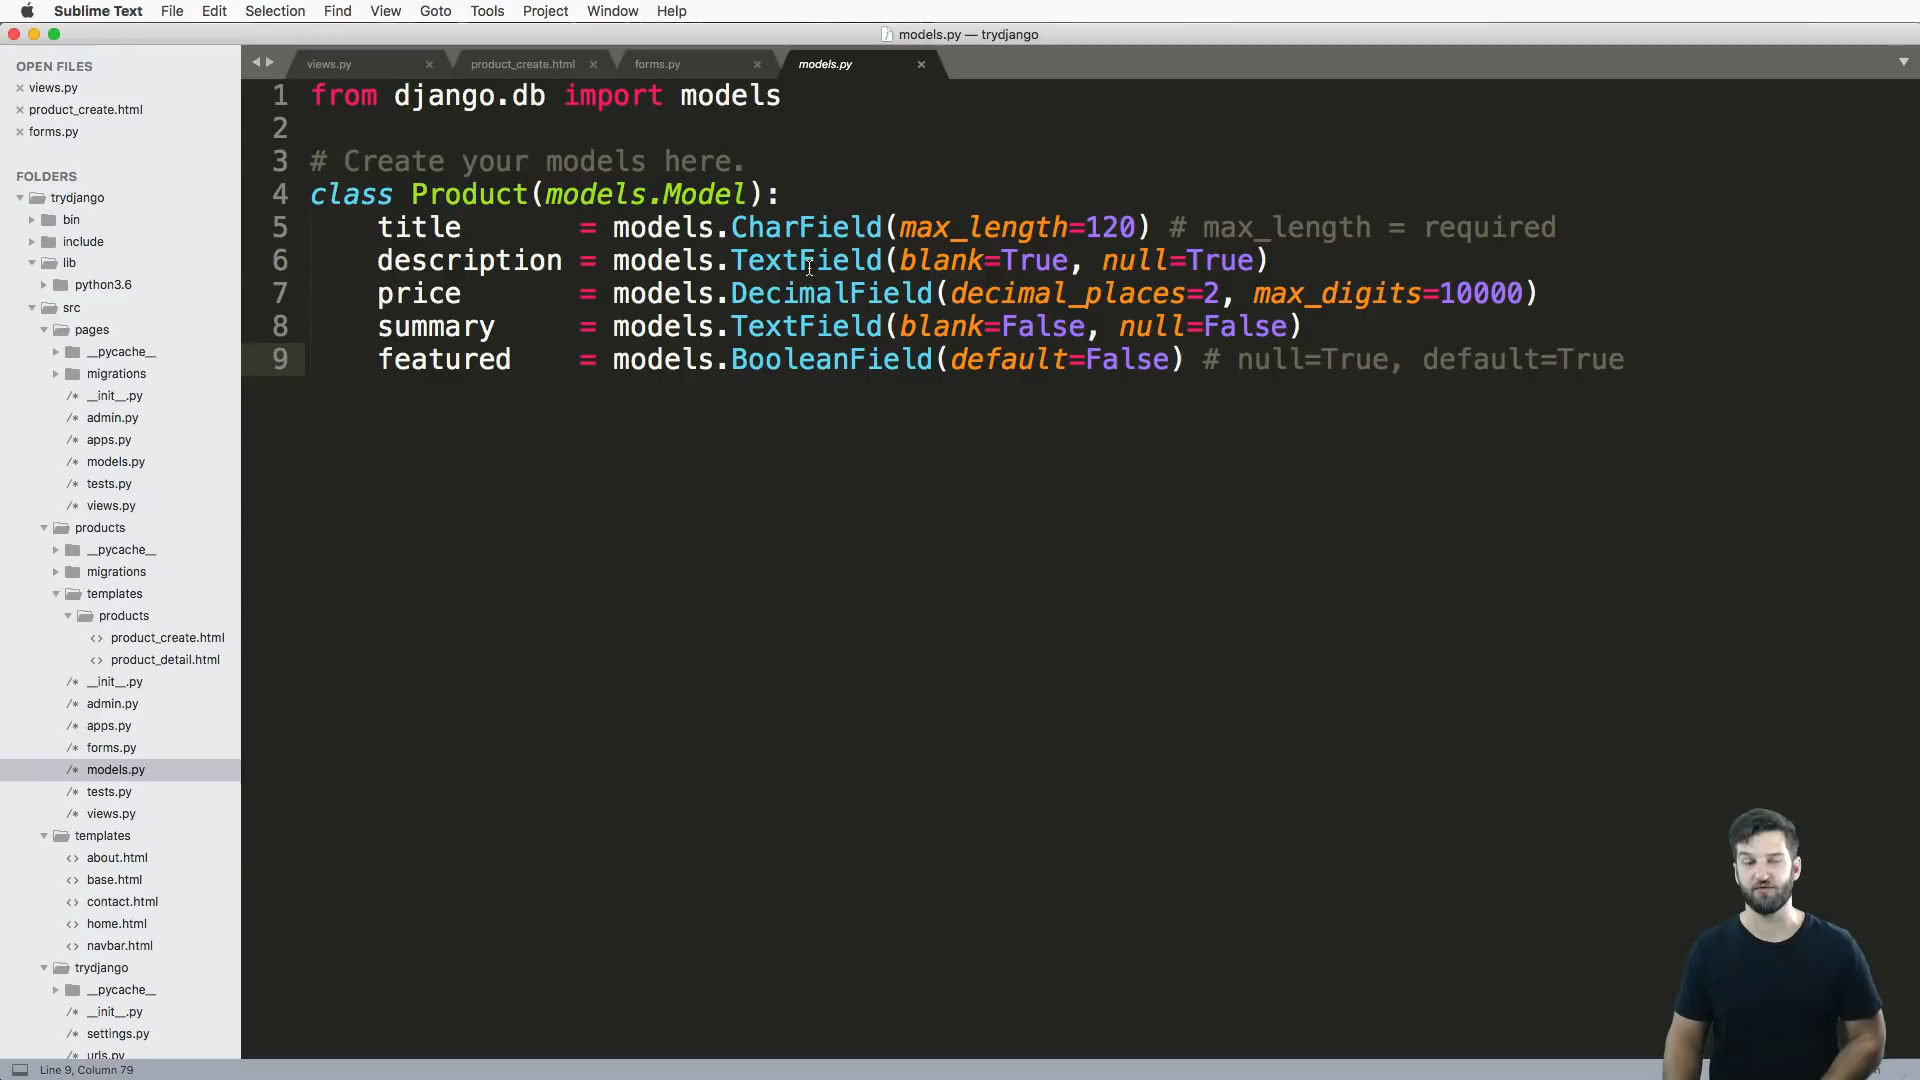 Sublime Text File Edit Selection Find View Goto Tools Project Window Help
models.py — trydjango
OPEN FILES
views.py
product_create.html
forms.py
FOLDERS
trydjango
bin
include
lib
python3.6
src
pages
__pycache__
migrations
__init__.py
admin.py
apps.py
models.py
tests.py
views.py
products
__pycache__
migrations
templates
products
product_create.html
product_detail.html
__init__.py
admin.py
apps.py
forms.py
models.py
tests.py
views.py
templates
about.html
base.html
contact.html
home.html
navbar.html
trydjango
__pycache__
__init__.py
settings.py
urls.py
views.py product_create.html forms.py models.py
1 from django.db import models
2
3 # Create your models here.
4 class Product(models.Model):
5 title = models.CharField(max_length=120) # max_length = required
6 description = models.TextField(blank=True, null=True)
7 price = models.DecimalField(decimal_places=2, max_digits=10000)
8 summary = models.TextField(blank=False, null=False)
9 featured = models.BooleanField(default=False) # null=True, default=True
Line 9, Column 79